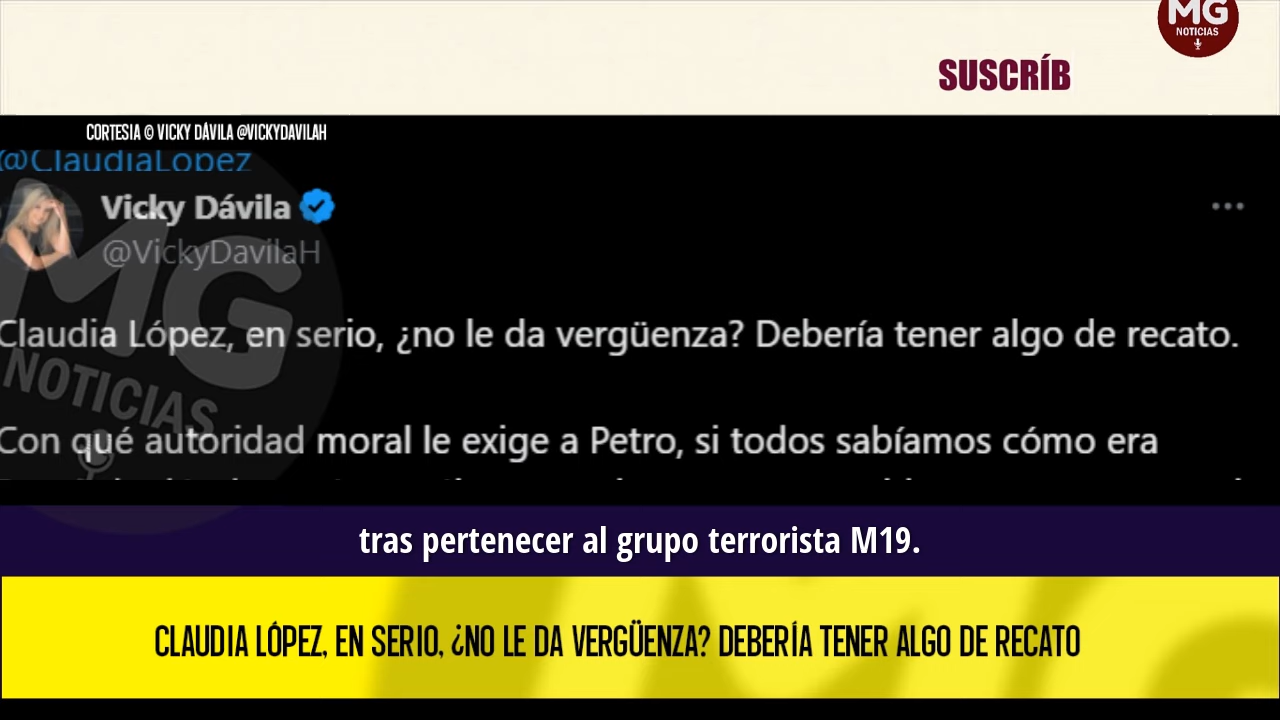 MG
NOTICIAS
SUSCRÍB
CORTESIA © VICKY DÁVILA @VICKYDAVILAH
@ClaudiaLopez
Vicky Dávila
@VickyDavilaH
Claudia López, en serio, ¿no le da vergüenza? Debería tener algo de recato.
Con qué autoridad moral le exige a Petro, si todos sabíamos cómo era
MG
NOTICIAS
tras pertenecer al grupo terrorista M19.
CLAUDIA LÓPEZ, EN SERIO, ¿NO LE DA VERGÜENZA? DEBERÍA TENER ALGO DE RECATO